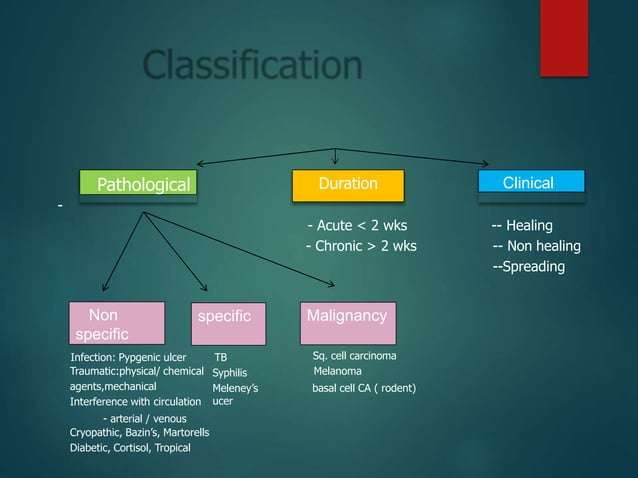 Classification
Pathological
Duration
Clinical
-
- Acute < 2 wks
- Chronic > 2 wks
-- Healing
-- Non healing
--Spreading
Non
specific
specific
Malignancy
Infection: Pypgenic ulcer
Traumatic:physical/ chemical
agents,mechanical
Interference with circulation
- arterial / venous
Cryopathic, Bazin's, Martorells
Diabetic, Cortisol, Tropical
TB
Syphilis
Meleney's
ucer
Sq. cell carcinoma
Melanoma
basal cell CA ( rodent)